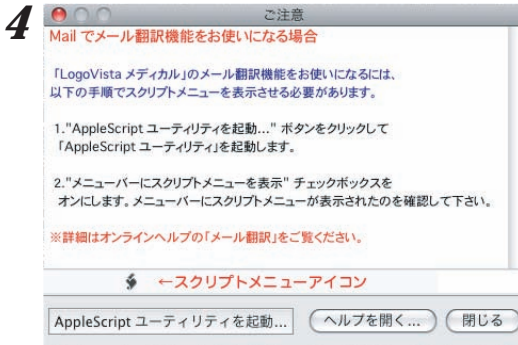 4
ご注意
Mail でメール翻訳機能をお使いになる場合
「LogoVista メディカル」のメール翻訳機能をお使いになるには、
以下の手順でスクリプトメニューを表示させる必要があります。
1."AppleScript ユーティリティを起動..." ボタンをクリックして
「AppleScript ユーティリティ」を起動します。
2."メニューバーにスクリプトメニューを表示" チェックボックスを
オンにします。メニューバーにスクリプトメニューが表示されたのを確認して下さい。
※詳細はオンラインヘルプの「メール翻訳」をご覧ください。
←スクリプトメニューアイコン
AppleScript ユーティリティを起動... ヘルプを開く... 閉じる